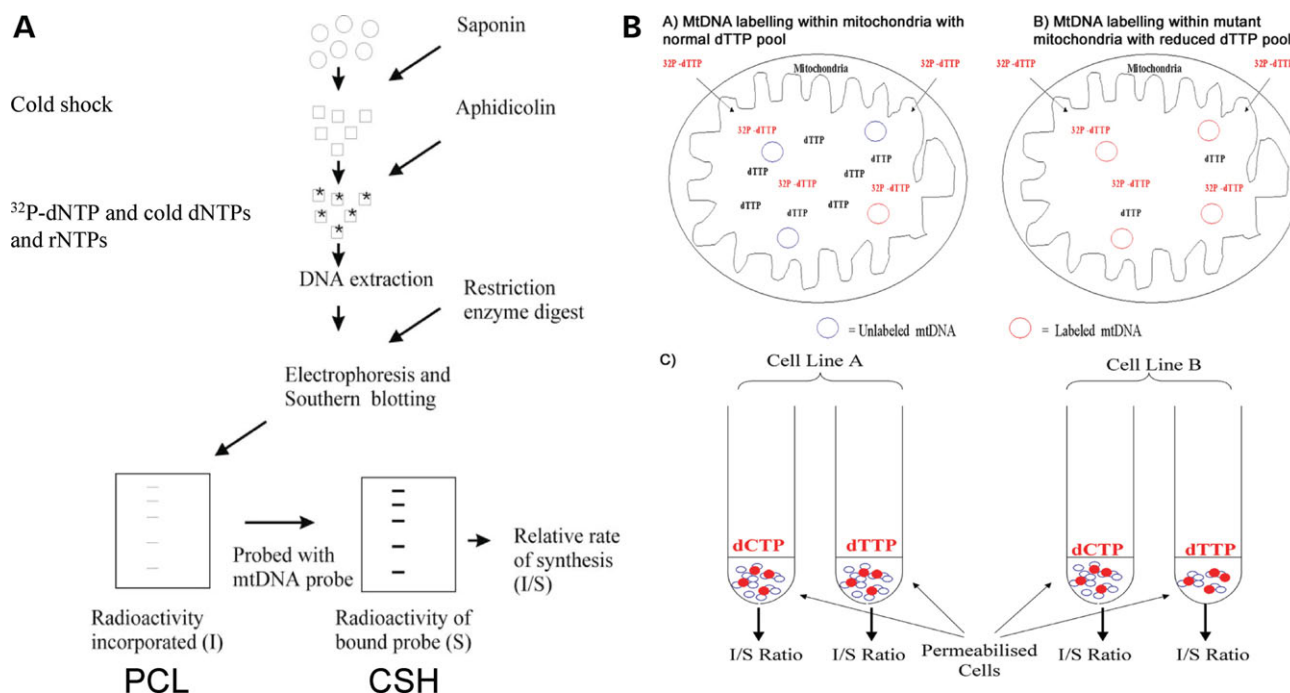 A
Saponin
Cold shock
Aphidicolin
* * * * * *
32P-dNTP and cold dNTPs
and rNTPs
DNA extraction
Restriction
enzyme digest
Electrophoresis and
Southern blotting
Probed with
mtDNA probe
Relative rate
of synthesis
(I/S)
Radioactivity
incorporated (I)
Radioactivity of
bound probe (S)
PCL
CSH
B
A) MtDNA labelling within mitochondria with
normal dTTP pool
32P-dTTP
Mitochondria
32P-dTTP
32P-dTTP
dTTP
dTTP
dTTP
dTTP
32P-dTTP
32P-dTTP
dTTP
dTTP
dTTP
B) MtDNA labelling within mutant
mitochondria with reduced dTTP pool
32P-dTTP
Mitochondria
32P-dTTP
32P-dTTP
dTTP
32P-dTTP
32P-dTTP
dTTP
= Unlabeled mtDNA
= Labeled mtDNA
C)
Cell Line A
Cell Line B
dCTP
dTTP
dCTP
dTTP
I/S Ratio
I/S Ratio
Permeabilised
Cells
I/S Ratio
I/S Ratio